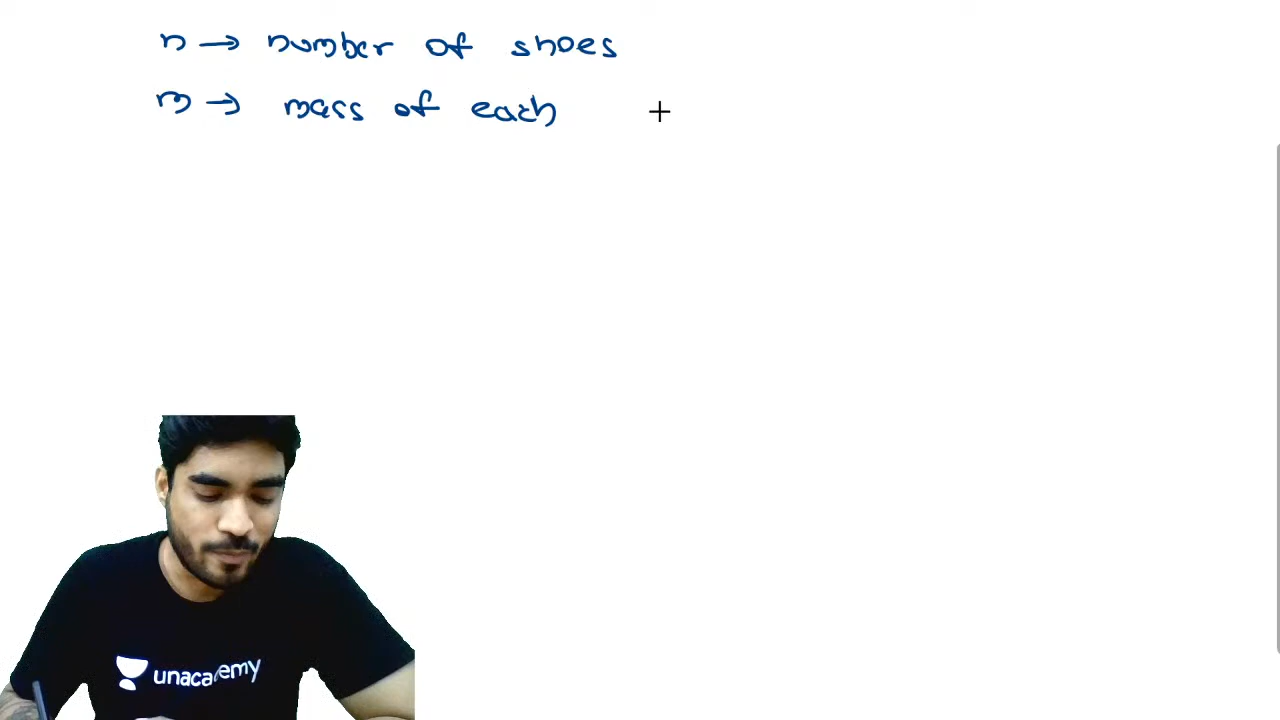 n → number of shoes
m → mass of each
unacademy